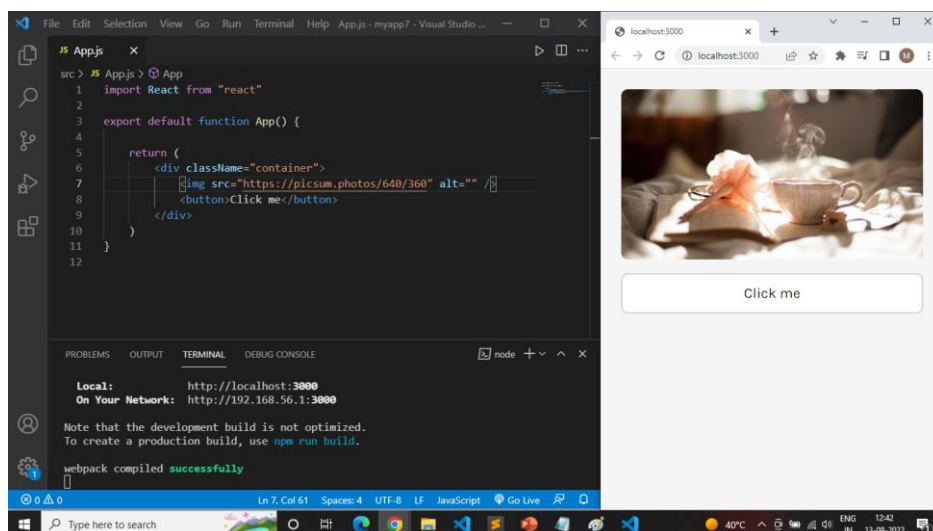 File Edit Selection View Go Run Terminal Help App.js - myapp7 - Visual Studio ...
JS App.js
src > JS App.js > App
1 import React from "react"
2
3 export default function App() {
4
5 return (
6 <div className="container">
7 <img src="https://picsum.photos/640/360" alt="" />
8 <button>Click me</button>
9 </div>
10 )
11 }
12
PROBLEMS OUTPUT TERMINAL DEBUG CONSOLE node
Local: http://localhost:3000
On Your Network: http://192.168.56.1:3000
Note that the development build is not optimized.
To create a production build, use npm run build.
webpack compiled successfully
0 0 Ln 7, Col 61 Spaces: 4 UTF-8 LF JavaScript Go Live
localhost:3000
localhost:3000 M
Click me
Type here to search 40°C ENG 12:42
IN 13-08-2022